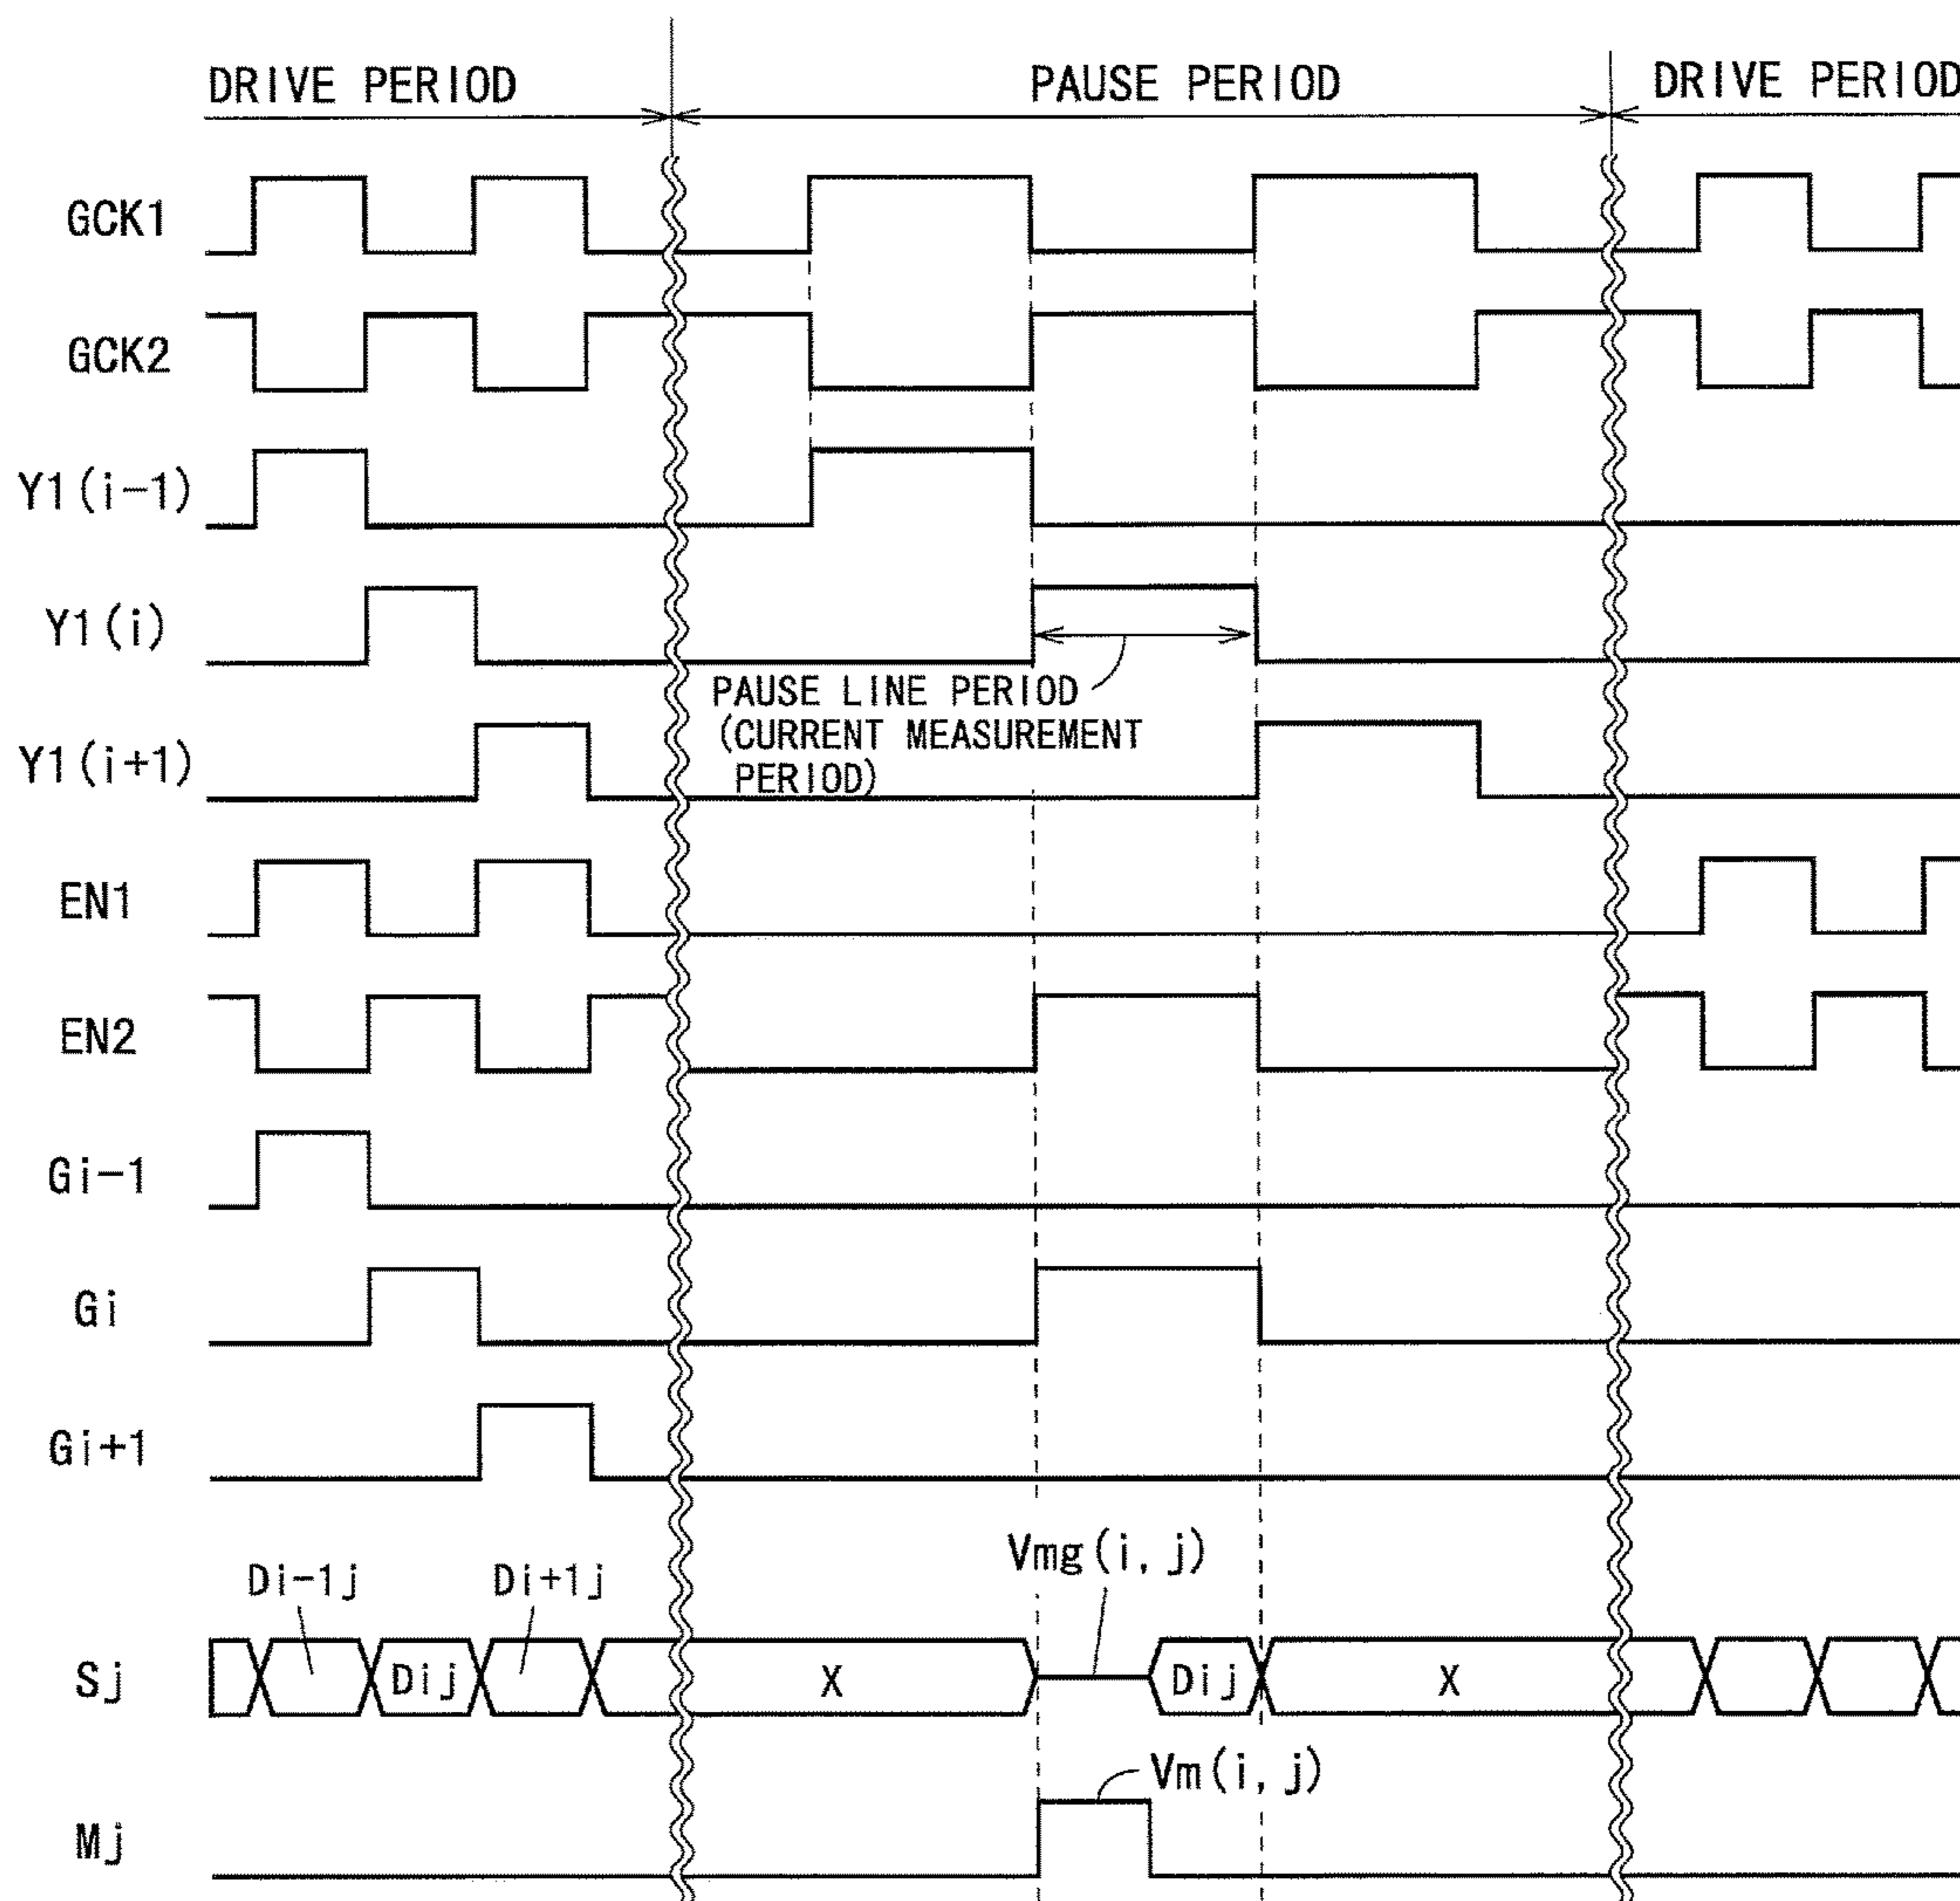 DRIVE PERIOD
PAUSE PERIOD
DRIVE PERIOD
GCK1
GCK2
Y1(i-1)
Y1(i)
PAUSE LINE PERIOD
(CURRENT MEASUREMENT
PERIOD)
Y1(i+1)
EN1
EN2
Gi-1
Gi
Gi+1
Vmg(i, j)
Di-1j
Di+1j
Sj
Dij
X
Dij
X
Vm(i, j)
Mj